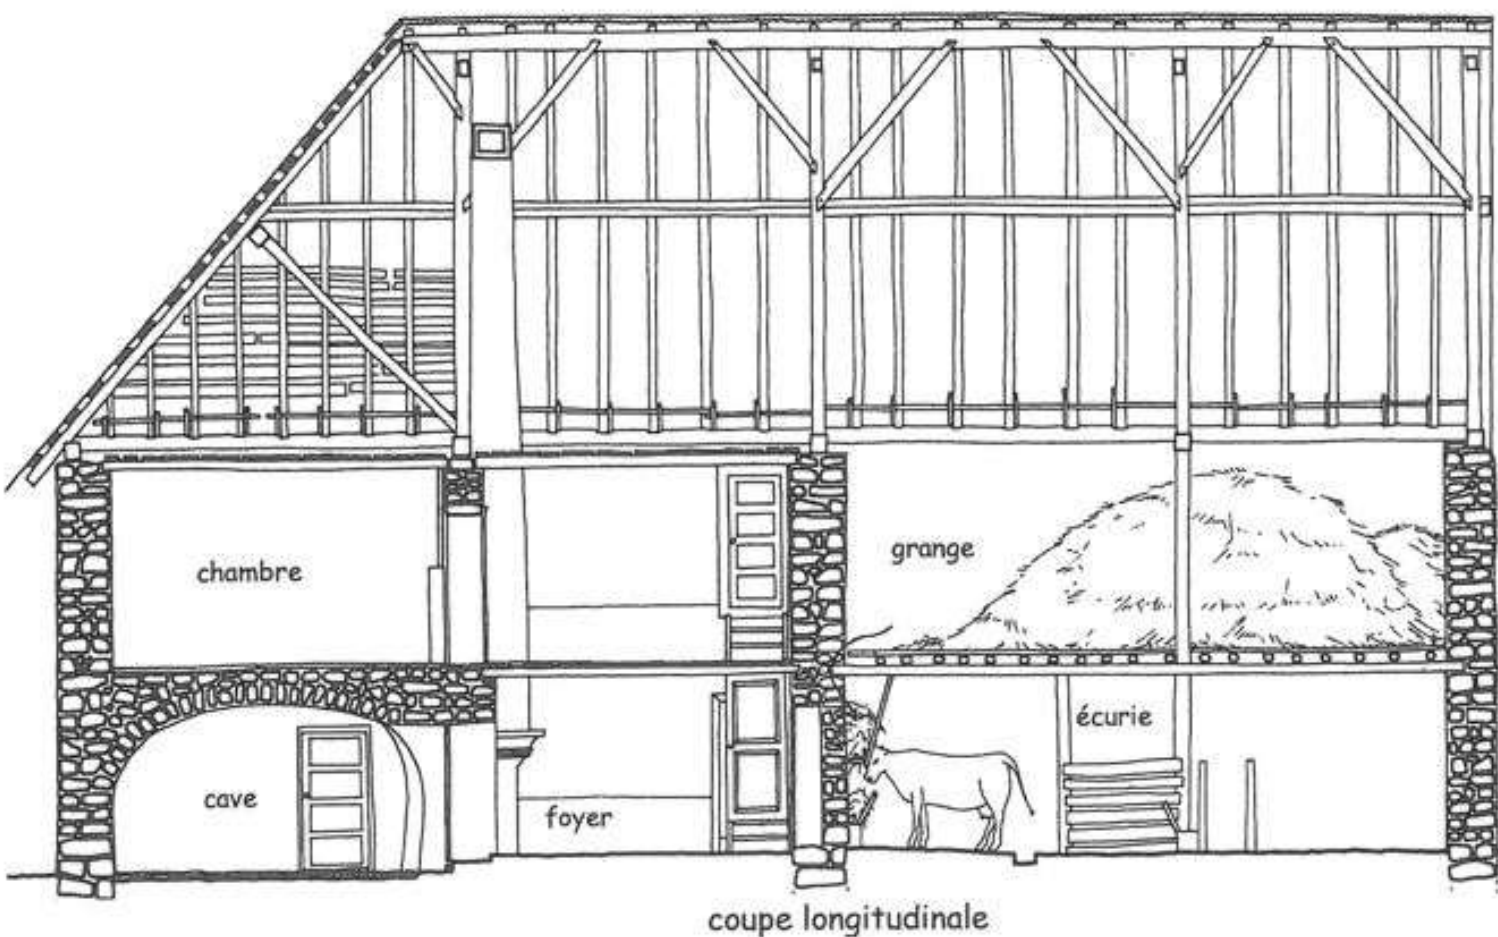 chambre
grange
écurie
cave
foyer
coupe longitudinale